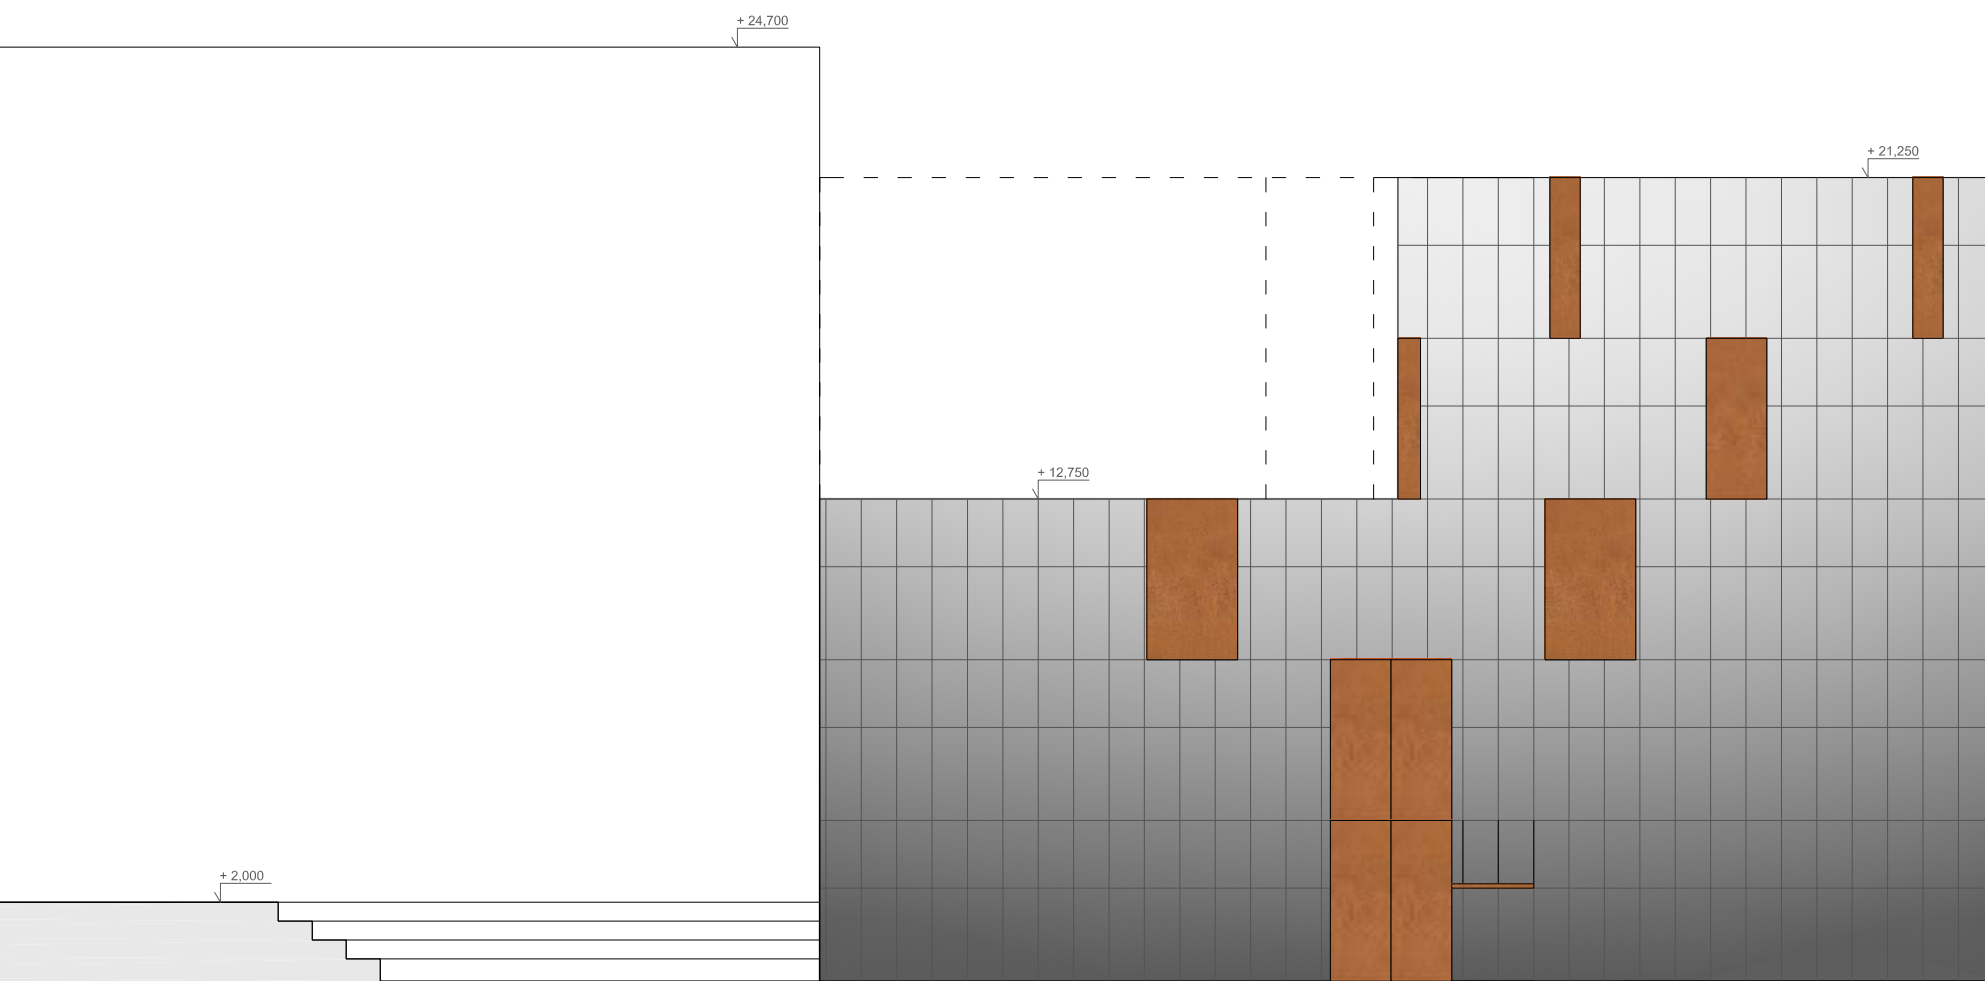 + 24,700
+ 21,250
+ 12,750
+ 2,000